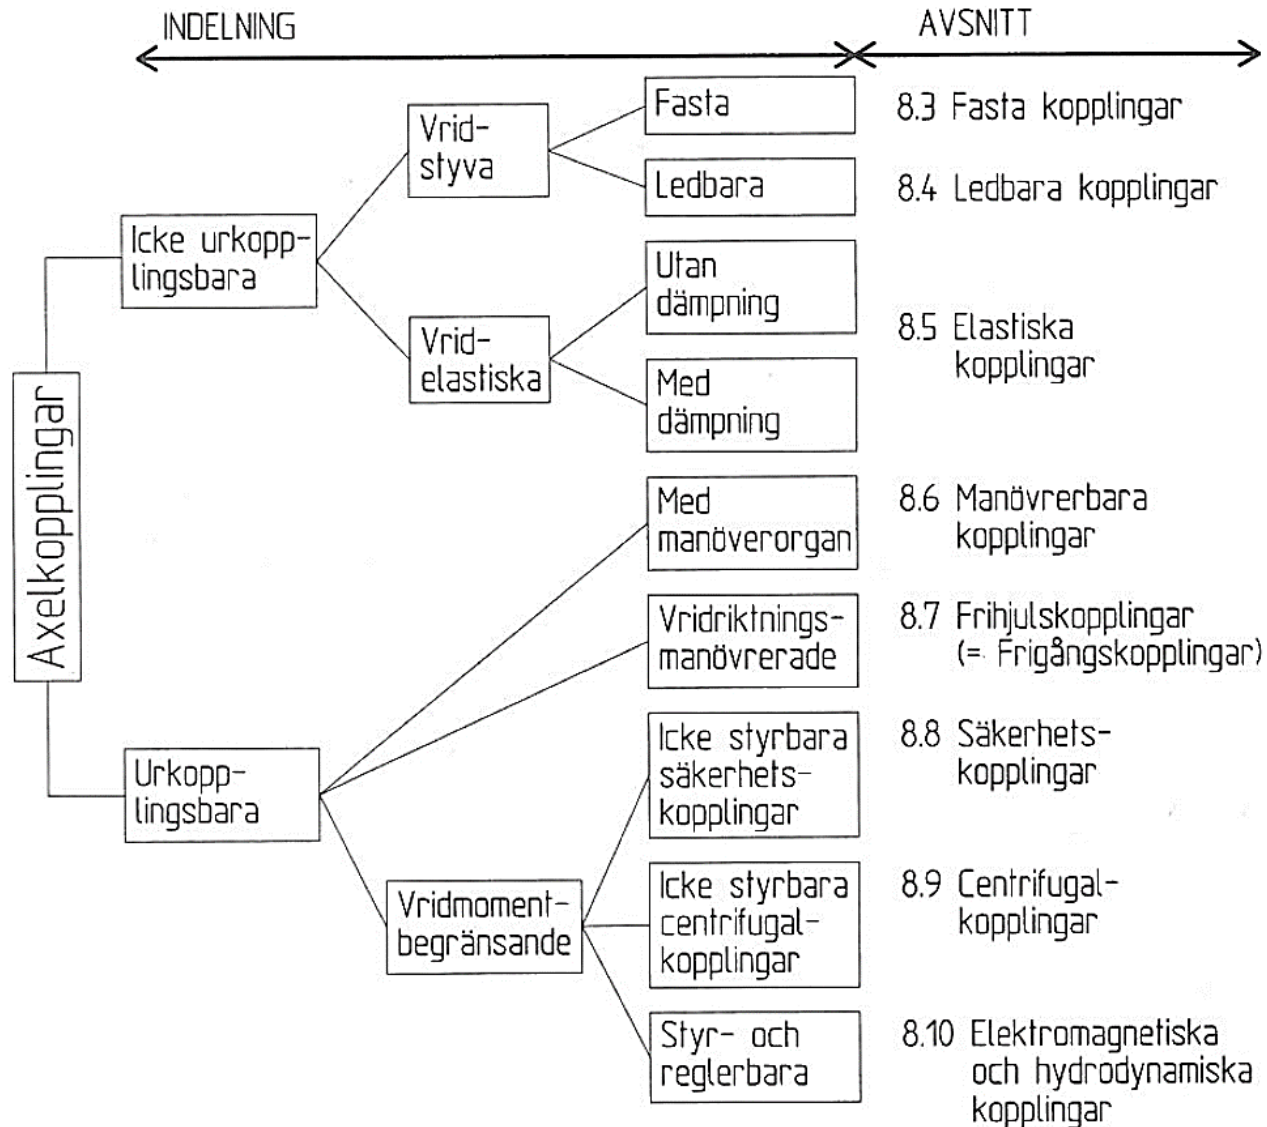 INDELNING
AVSNITT
Axelkopplingar
Icke urkopp-
lingsbara
Vrid-
styva
Fasta
8.3 Fasta kopplingar
Ledbara
8.4 Ledbara kopplingar
Vrid-
elastiska
Utan
dämpning
Med
dämpning
8.5 Elastiska
kopplingar
Urkopp-
lingsbara
Med
manöverorgan
8.6 Manövrerbara
kopplingar
Vridriktnings-
manövrerade
8.7 Frihjulskopplingar
(= Frigångskopplingar)
Vridmoment-
begränsande
Icke styrbara
säkerhets-
kopplingar
8.8 Säkerhets-
kopplingar
Icke styrbara
centrifugal-
kopplingar
8.9 Centrifugal-
kopplingar
Styr- och
reglerbara
8.10 Elektromagnetiska
och hydrodynamiska
kopplingar